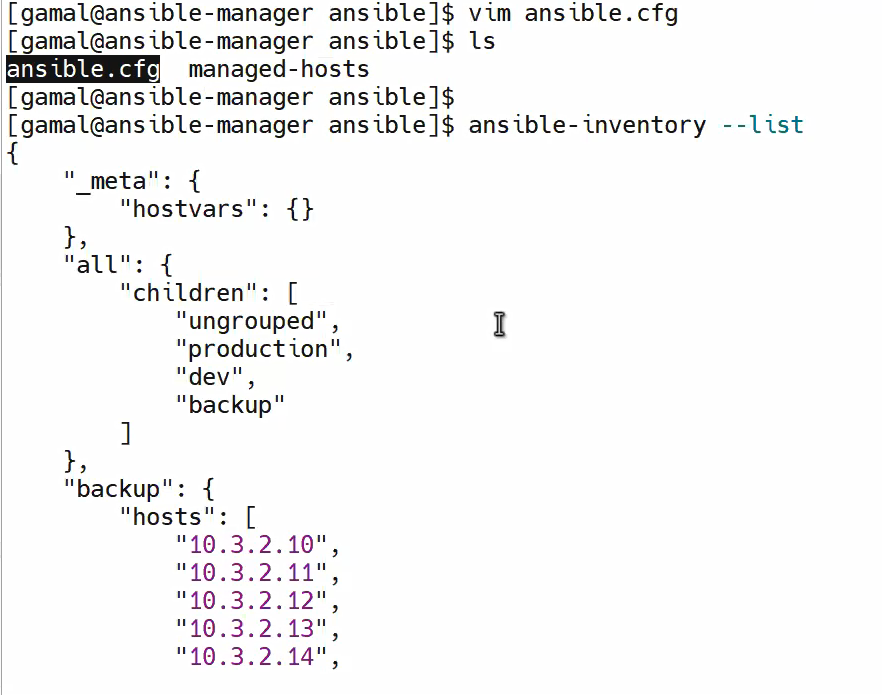 [gamal@ansible-manager ansible]$ vim ansible.cfg
[gamal@ansible-manager ansible]$ ls
ansible.cfg  managed-hosts
[gamal@ansible-manager ansible]$
[gamal@ansible-manager ansible]$ ansible-inventory --list
{
    "_meta": {
        "hostvars": {}
    },
    "all": {
        "children": [
            "ungrouped",
            "production",
            "dev",
            "backup"
        ]
    },
    "backup": {
        "hosts": [
            "10.3.2.10",
            "10.3.2.11",
            "10.3.2.12",
            "10.3.2.13",
            "10.3.2.14",